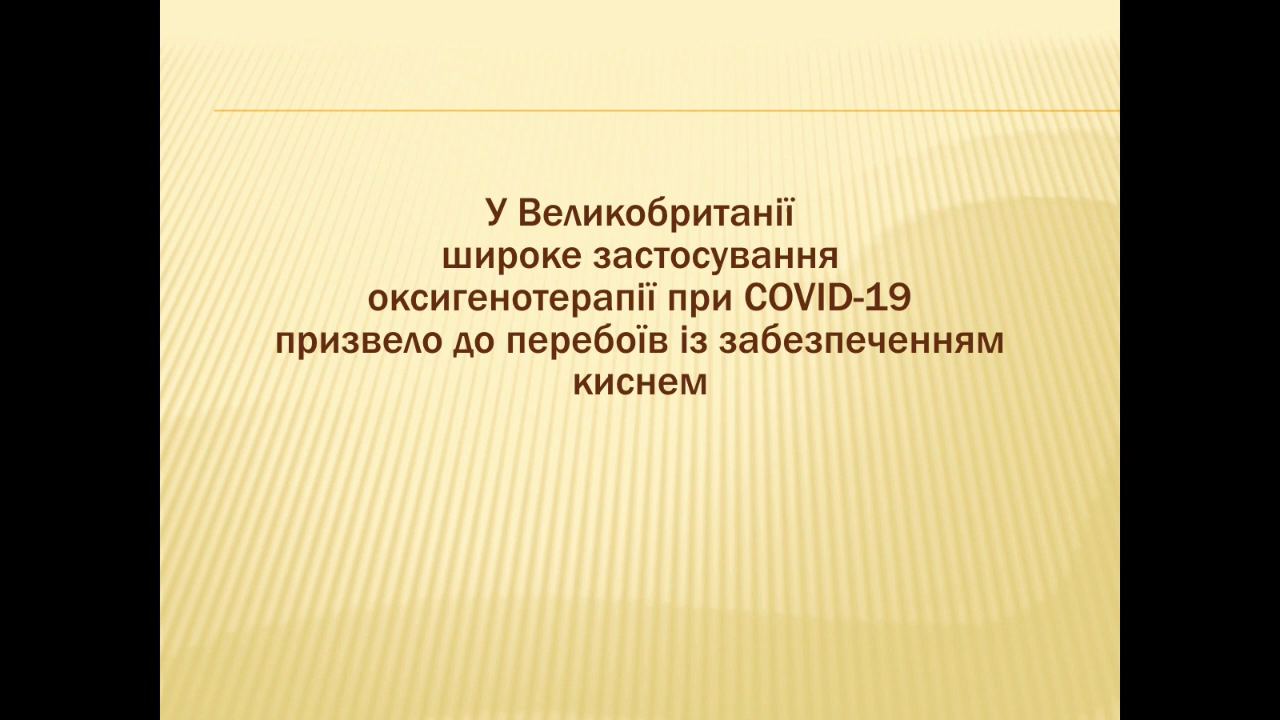 У Великобританії
широке застосування
оксигенотерапії при COVID-19
призвело до перебоїв із забезпеченням
киснем